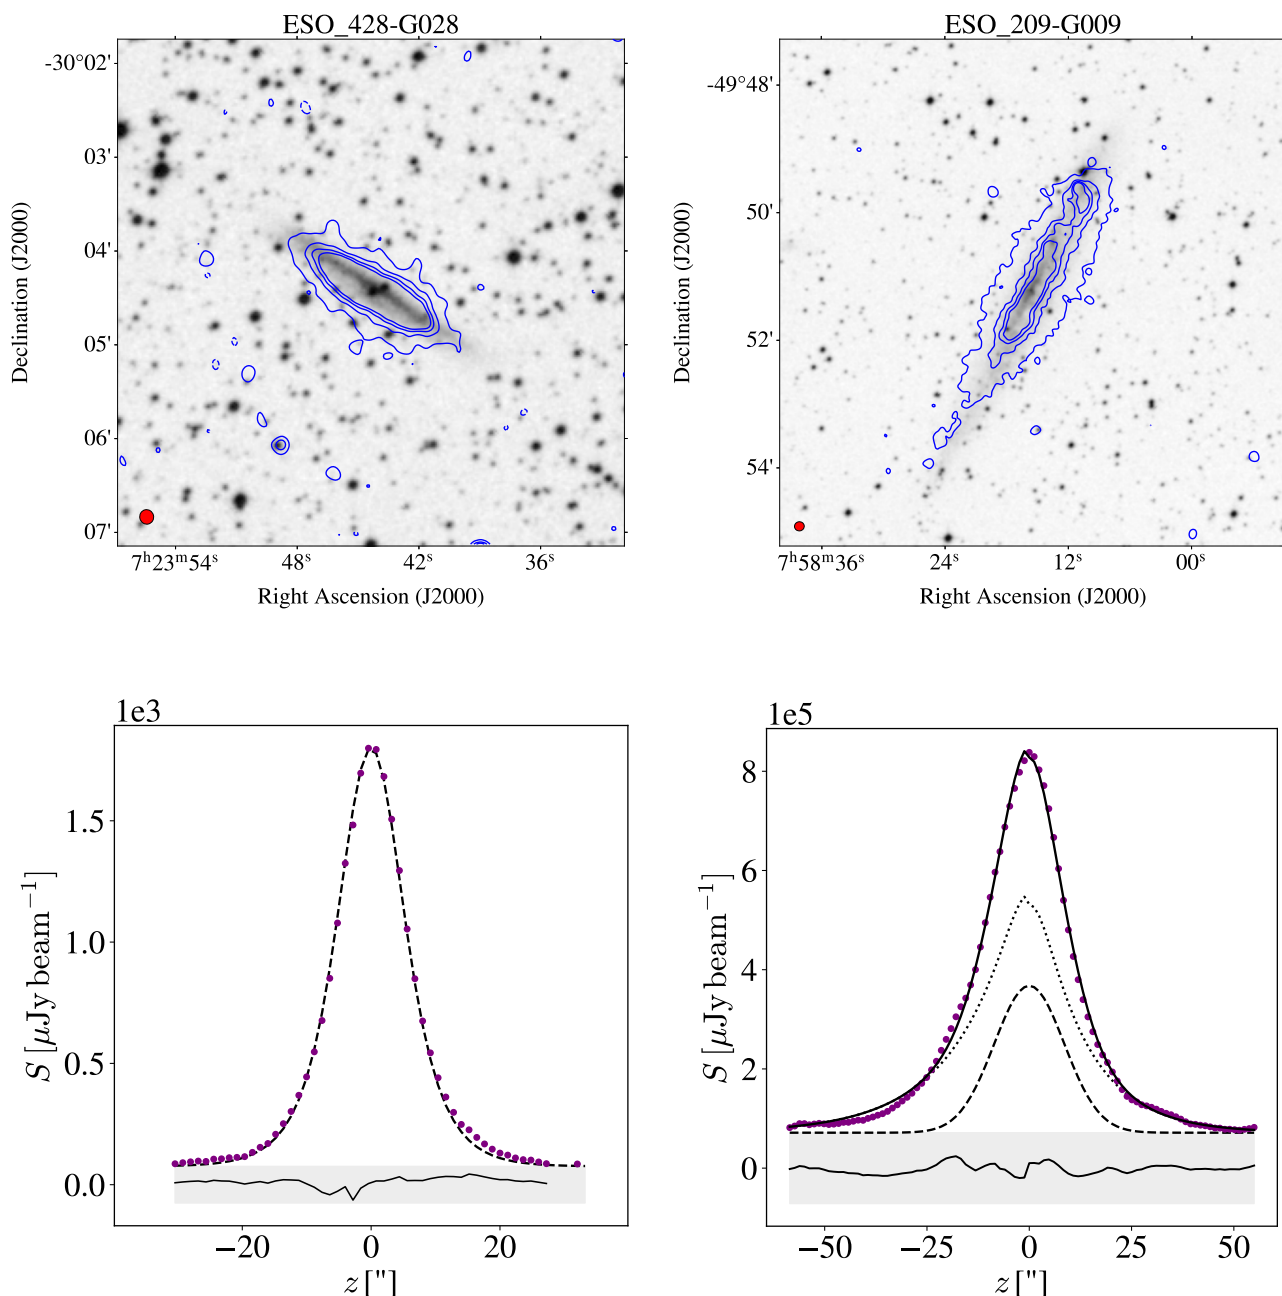 ESO_428-G028
-30°02'
03'
04'
05'
06'
07'
Declination (J2000)
7ʰ23ᵐ54ˢ
48ˢ
42ˢ
36ˢ
Right Ascension (J2000)
ESO_209-G009
-49°48'
50'
52'
54'
Declination (J2000)
7ʰ58ᵐ36ˢ
24ˢ
12ˢ
00ˢ
Right Ascension (J2000)
1e3
1.5
1.0
0.5
0.0
S [μJy beam⁻¹]
−20
0
20
z ["]
1e5
8
6
4
2
0
S [μJy beam⁻¹]
−50
−25
0
25
50
z ["]